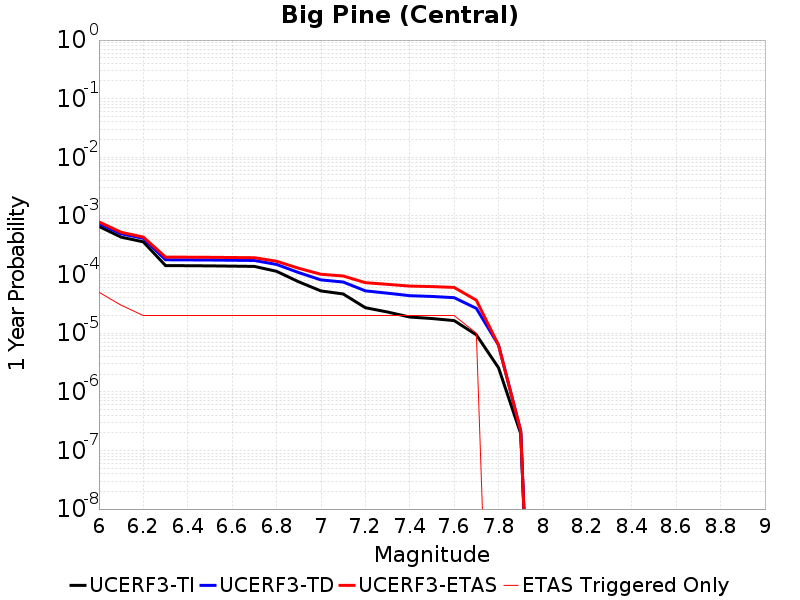 Big Pine (Central)
1 Year Probability
10^0
10^-1
10^-2
10^-3
10^-4
10^-5
10^-6
10^-7
10^-8
6 6.2 6.4 6.6 6.8 7 7.2 7.4 7.6 7.8 8 8.2 8.4 8.6 8.8 9
Magnitude
UCERF3-TI UCERF3-TD UCERF3-ETAS ETAS Triggered Only